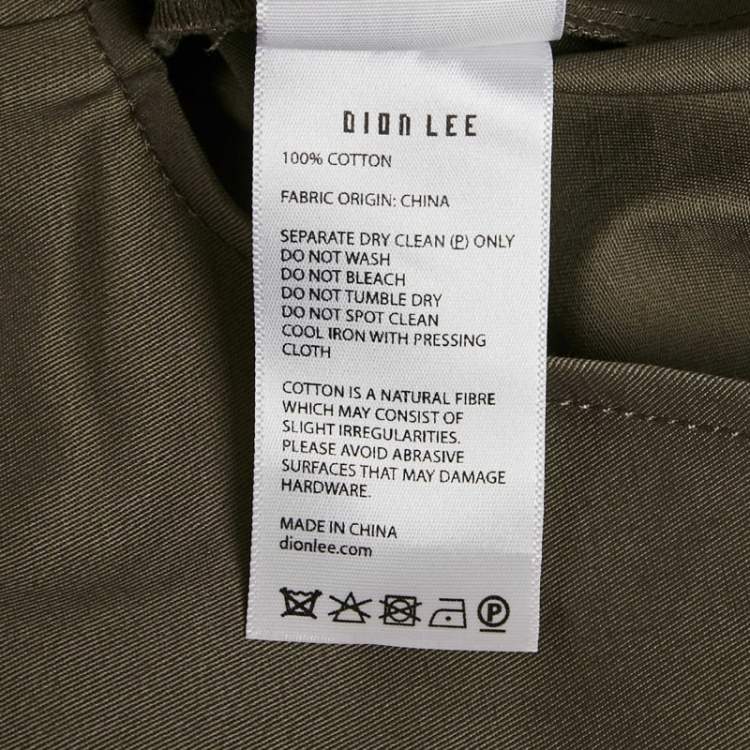 DION LEE
100% COTTON
FABRIC ORIGIN: CHINA
SEPARATE DRY CLEAN (P) ONLY
DO NOT WASH
DO NOT BLEACH
DO NOT TUMBLE DRY
DO NOT SPOT CLEAN
COOL IRON WITH PRESSING
CLOTH
COTTON IS A NATURAL FIBRE
WHICH MAY CONSIST OF
SLIGHT IRREGULARITIES.
PLEASE AVOID ABRASIVE
SURFACES THAT MAY DAMAGE
HARDWARE.
MADE IN CHINA
dionlee.com
P